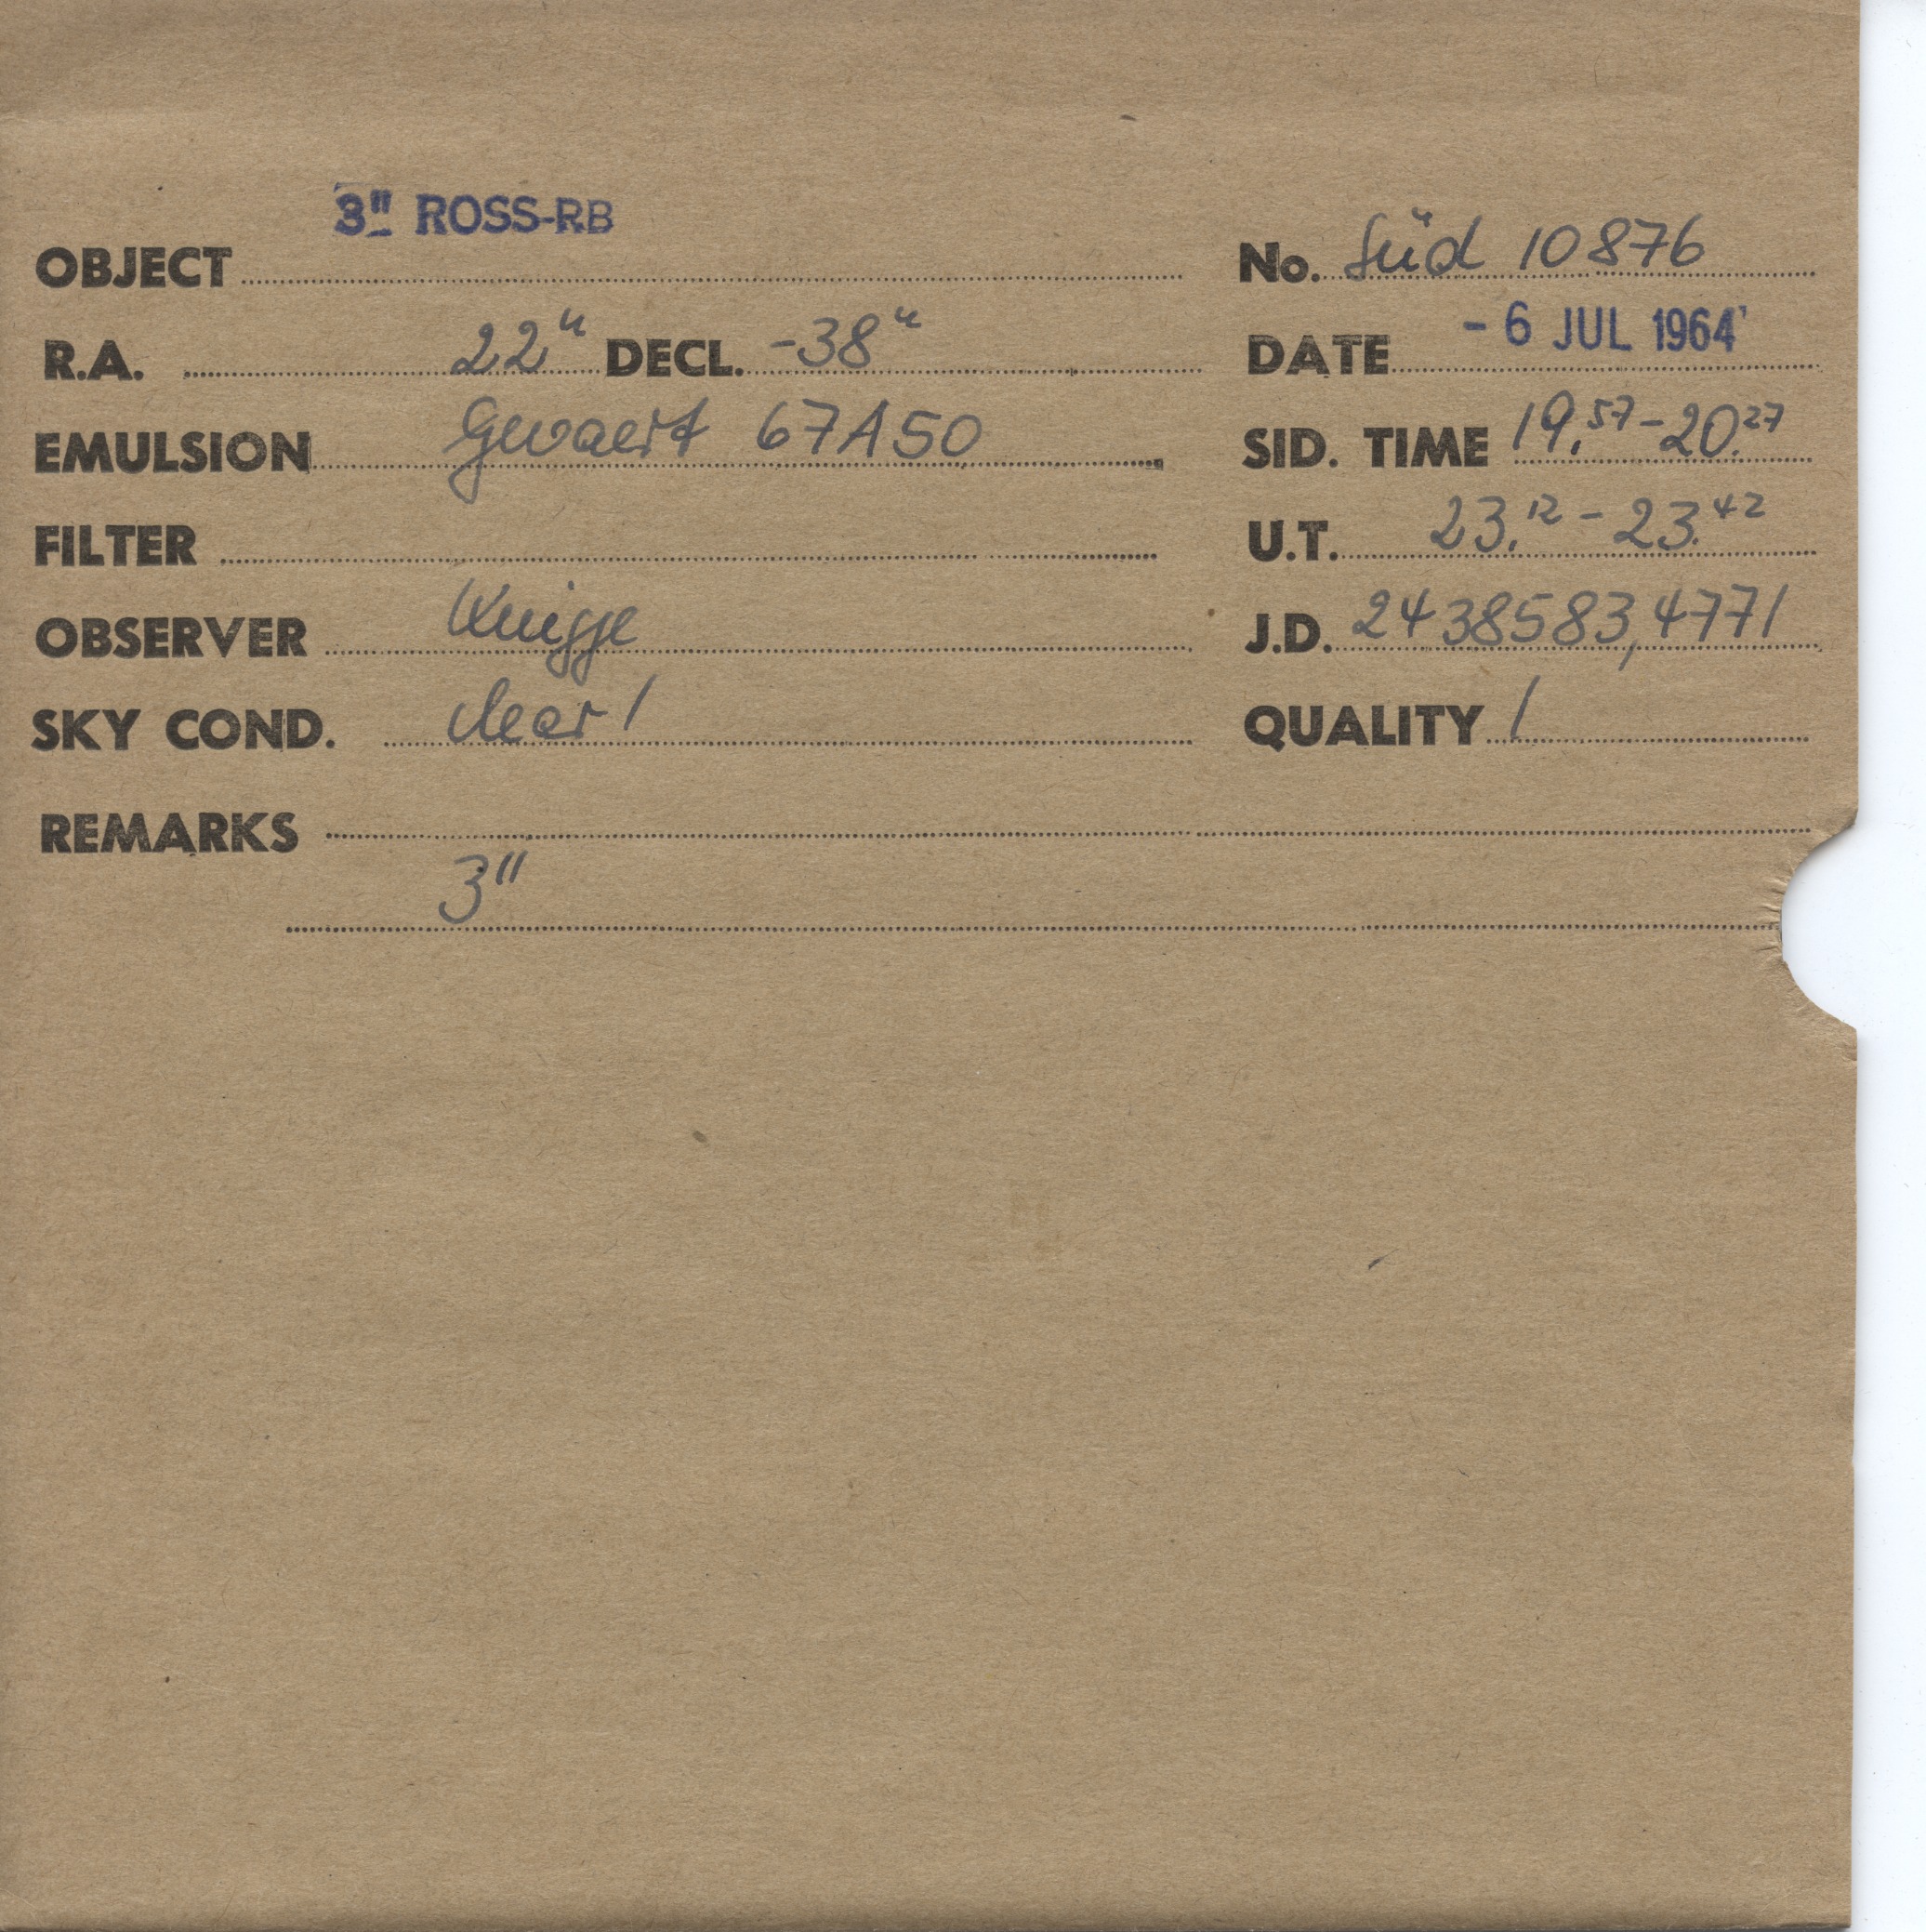 3" ROSS-RB
OBJECT No. Süd 10876
R.A. 22ʰ DECL. -38° DATE - 6 JUL 1964
EMULSION Gevaert 67A50 SID. TIME 19.57-20.27
FILTER U.T. 23.12 - 23.42
OBSERVER Knigge J.D. 2438583,4771
SKY COND. clear 1 QUALITY 1
REMARKS
3"